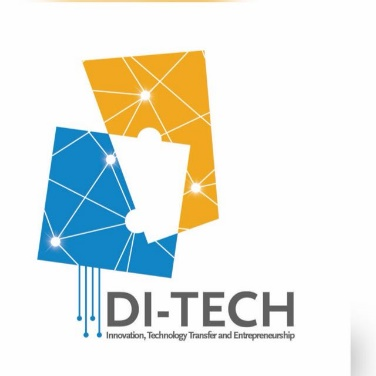 DI-TECH
Innovation, Technology Transfer and Entrepreneurship